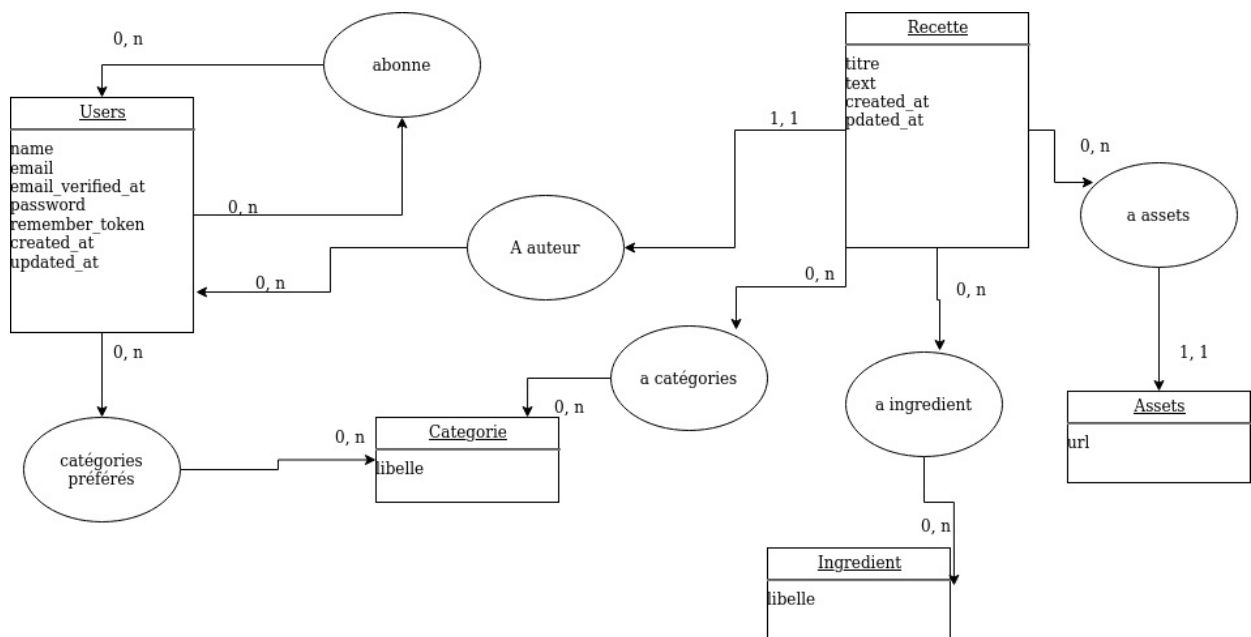 0, n
abonne
Recette
titre
text
created_at
pdated_at
Users
name
email
email_verified_at
password
remember_token
created_at
updated_at
1, 1
0, n
0, n
A auteur
a assets
0, n
0, n
0, n
0, n
1, 1
a catégories
a ingredient
Assets
url
0, n
Categorie
libelle
0, n
catégories
préférés
0, n
Ingredient
libelle